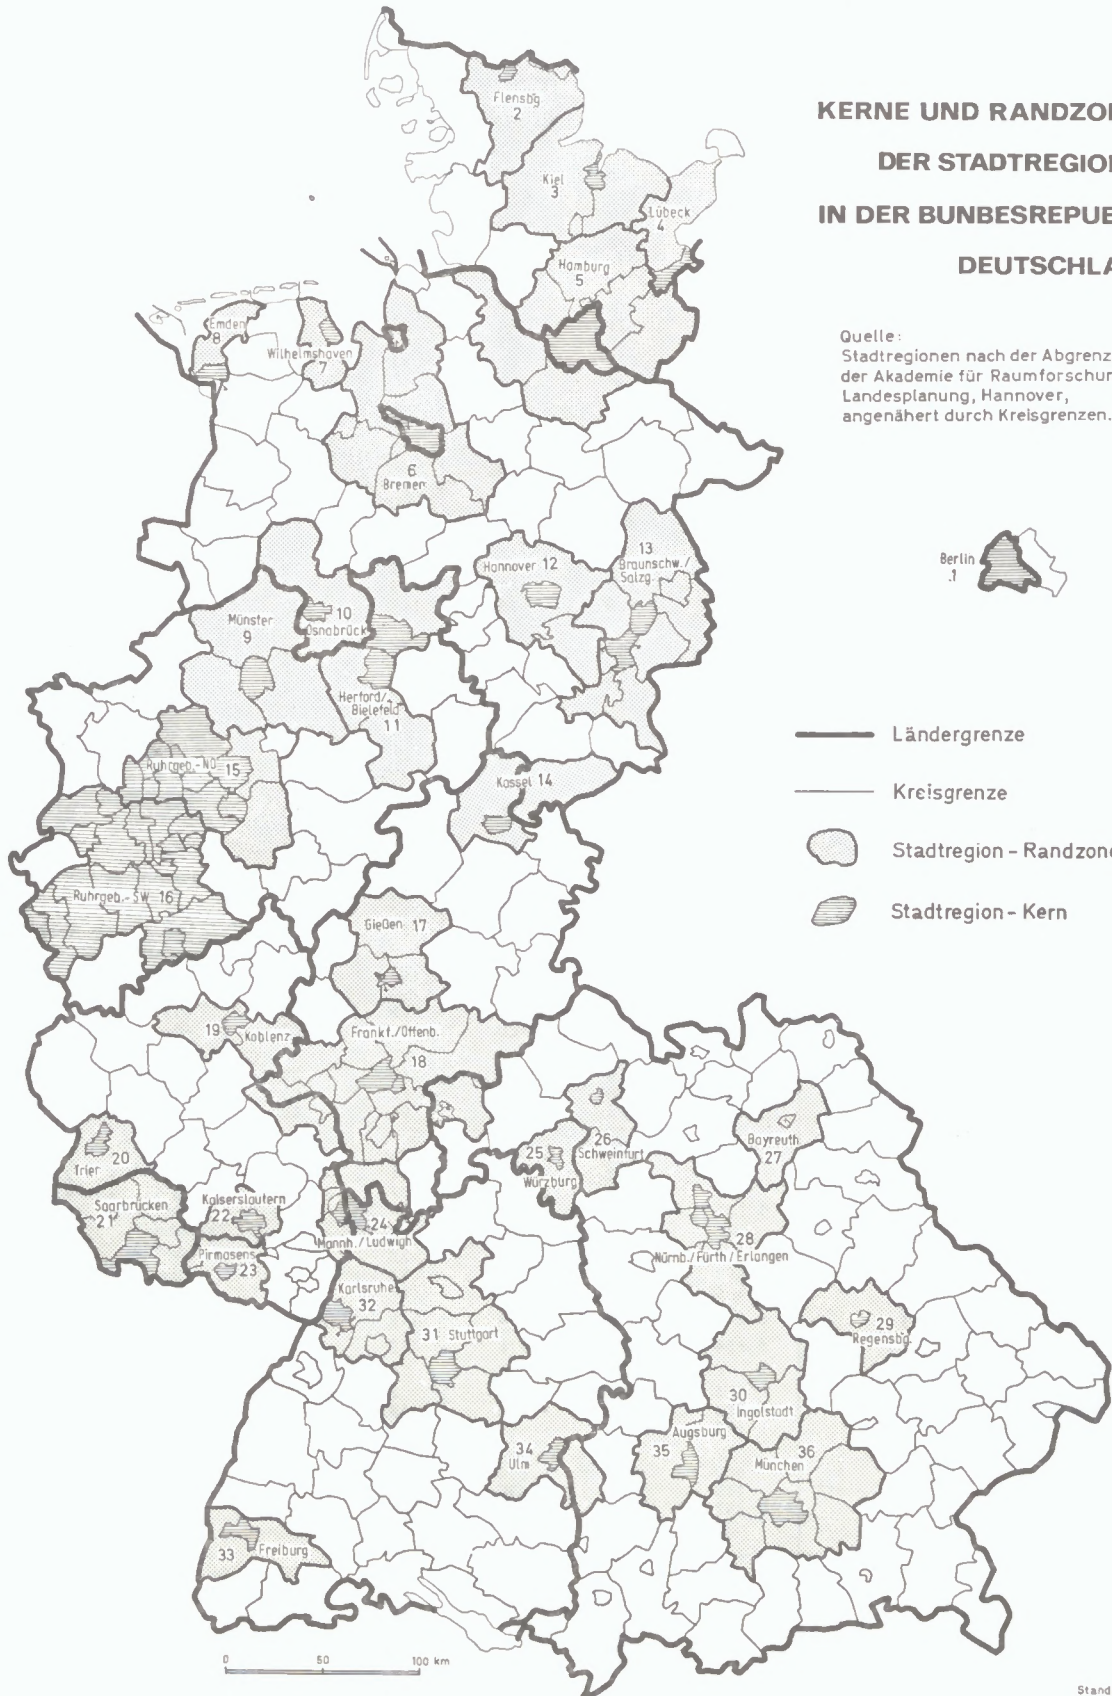 KERNE UND RANDZO
DER STADTREGIO
IN DER BUNBESREPUB
DEUTSCHLA
Quelle:
Stadtregionen nach der Abgrenz
der Akademie für Raumforschun
Landesplanung, Hannover,
angenähert durch Kreisgrenzen.
Flensbg
2
Kiel
3
Lübeck
4
Hamburg
5
Emden
8
Wilhelmshaven
7
6
Bremen
Berlin
1
Hannover 12
13
Braunschw./
Salzg.
Münster
9
10
Osnabrück
Herford/
Bielefeld
11
Ländergrenze
Kreisgrenze
Stadtregion - Randzone
Stadtregion - Kern
Ruhrgeb.-NO 15
Kassel 14
Ruhrgeb.-SW 16
Gießen 17
19 Koblenz
Frankf./Offenb.
18
20
Trier
Saarbrücken
21
Kaiserslautern
22
Pirmasens
23
24
Mannh./Ludwigh
25
Würzburg
26
Schweinfurt
Bayreuth
27
28
Nürnb./Fürth/Erlangen
29
Regensbg.
Karlsruhe
32
31 Stuttgart
30
Ingolstadt
34
Ulm
Augsburg
35
36
München
33 Freiburg
0 50 100 km
Stand